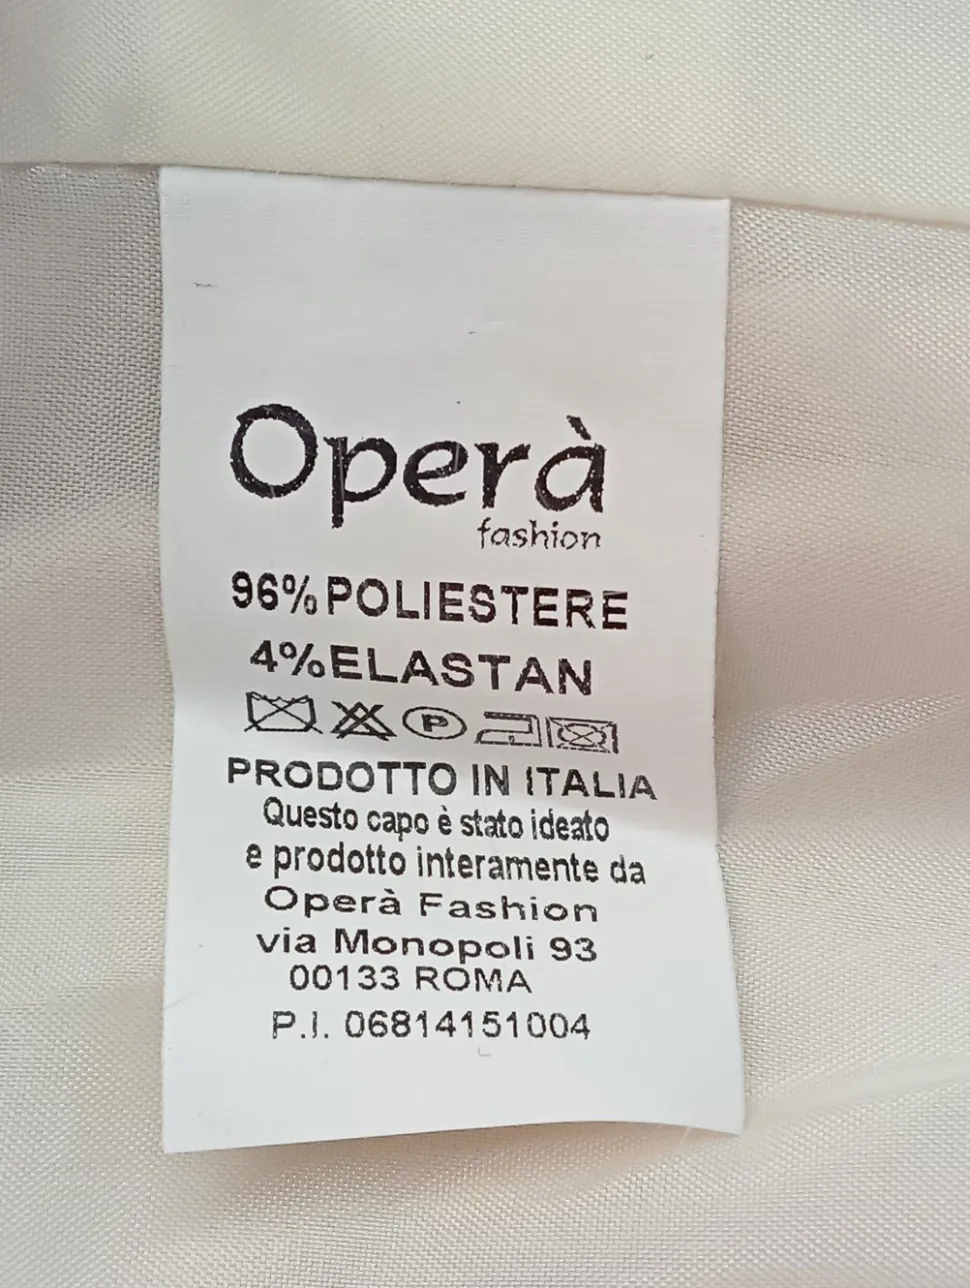 Operà
fashion
96% POLIESTERE
4% ELASTAN
P
PRODOTTO IN ITALIA
Questo capo è stato ideato
e prodotto interamente da
Operà Fashion
via Monopoli 93
00133 ROMA
P.I. 06814151004